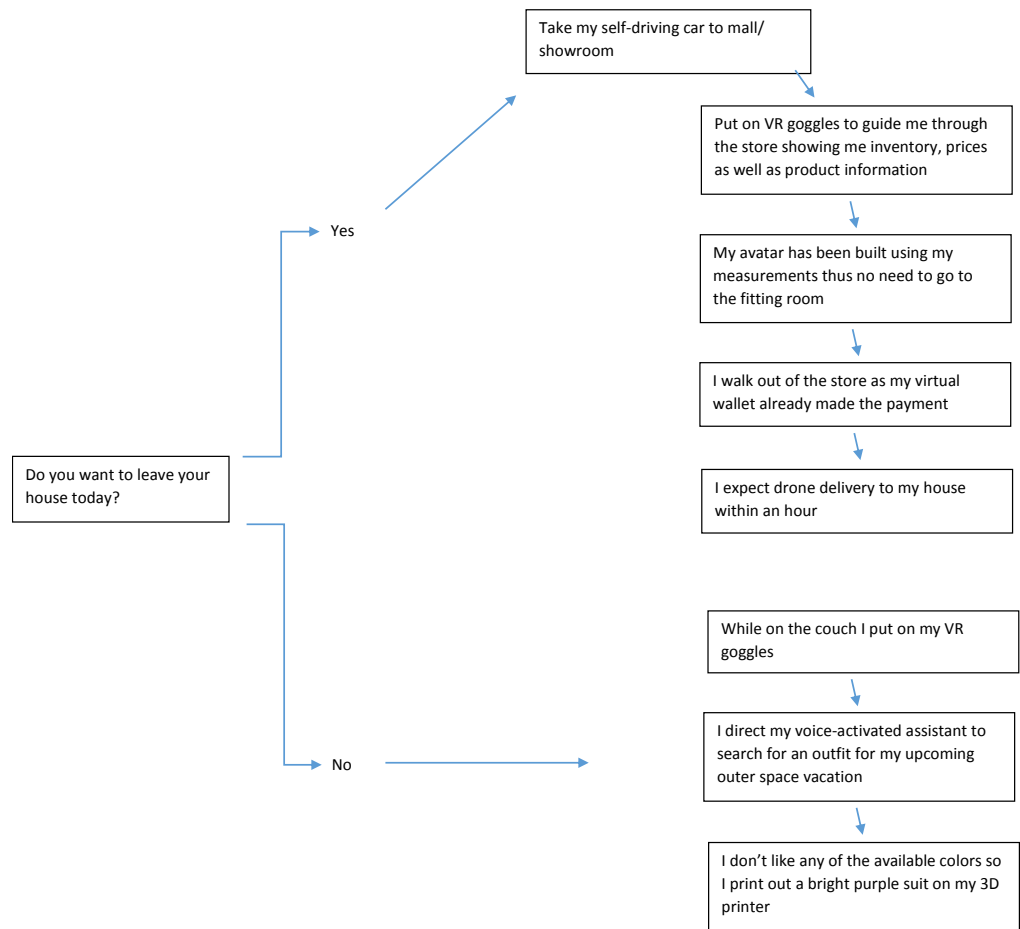 Take my self-driving car to mall/
showroom
Put on VR goggles to guide me through
the store showing me inventory, prices
as well as product information
Yes
My avatar has been built using my
measurements thus no need to go to
the fitting room
I walk out of the store as my virtual
wallet already made the payment
Do you want to leave your
house today?
I expect drone delivery to my house
within an hour
While on the couch I put on my VR
goggles
No
I direct my voice-activated assistant to
search for an outfit for my upcoming
outer space vacation
I don’t like any of the available colors so
I print out a bright purple suit on my 3D
printer